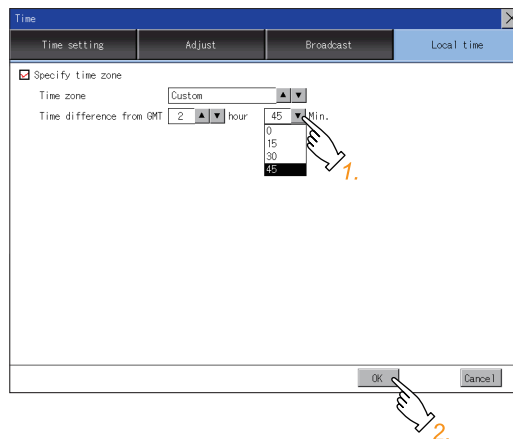 Time
Time setting Adjust Broadcast Local time
Specify time zone
Time zone Custom ▲ ▼
Time difference from GMT 2 ▲ ▼ hour 45 ▼ Min.
0
15
30
45
1.
OK Cancel
2.